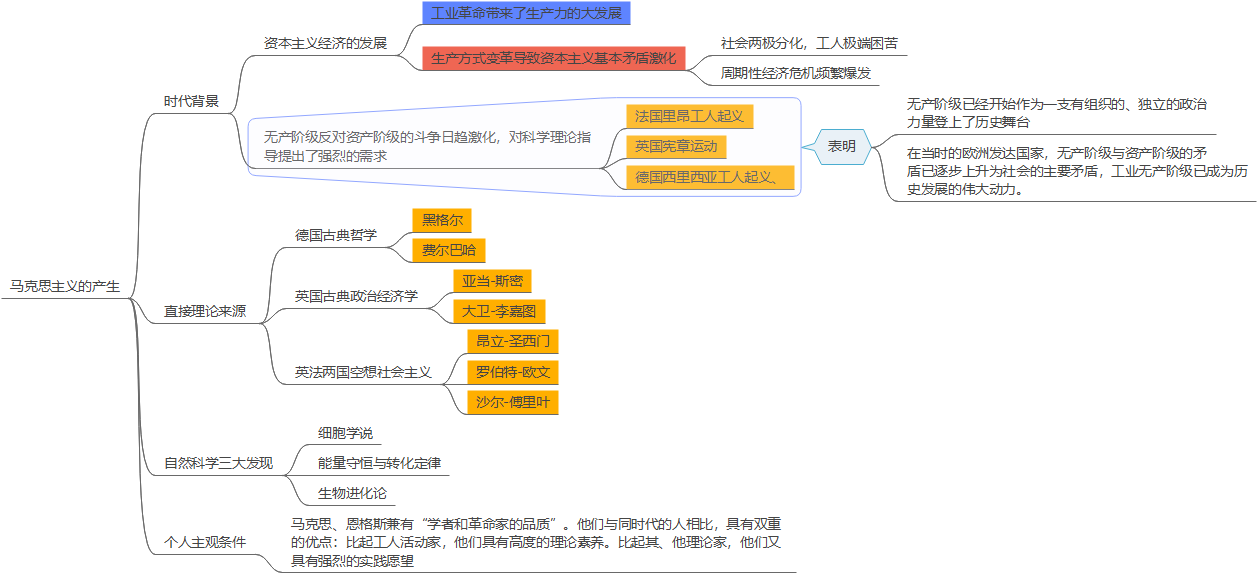 马克思主义的产生
时代背景
资本主义经济的发展
工业革命带来了生产力的大发展
生产方式变革导致资本主义基本矛盾激化
社会两极分化，工人极端困苦
周期性经济危机频繁爆发
无产阶级反对资产阶级的斗争日趋激化，对科学理论指
导提出了强烈的需求
法国里昂工人起义
英国宪章运动
德国西里西亚工人起义、
表明
无产阶级已经开始作为一支有组织的、独立的政治
力量登上了历史舞台
在当时的欧洲发达国家，无产阶级与资产阶级的矛
盾已逐步上升为社会的主要矛盾，工业无产阶级已成为历
史发展的伟大动力。
直接理论来源
德国古典哲学
黑格尔
费尔巴哈
英国古典政治经济学
亚当-斯密
大卫-李嘉图
英法两国空想社会主义
昂立-圣西门
罗伯特-欧文
沙尔-傅里叶
自然科学三大发现
细胞学说
能量守恒与转化定律
生物进化论
个人主观条件
马克思、恩格斯兼有“学者和革命家的品质”。他们与同时代的人相比，具有双重
的优点：比起工人活动家，他们具有高度的理论素养。比起其、他理论家，他们又
具有强烈的实践愿望